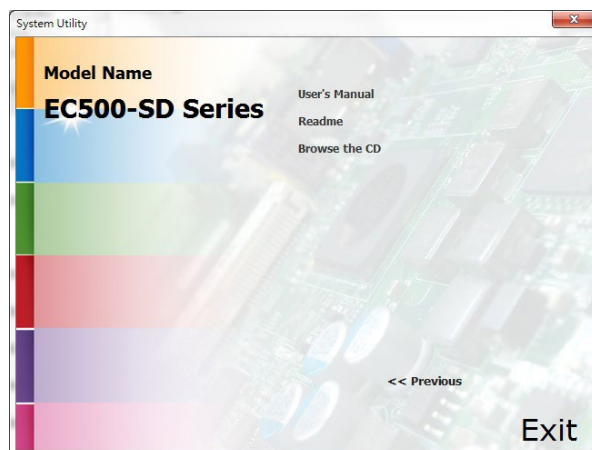 System Utility
Model Name
EC500-SD Series
User's Manual
Readme
Browse the CD
<< Previous
Exit